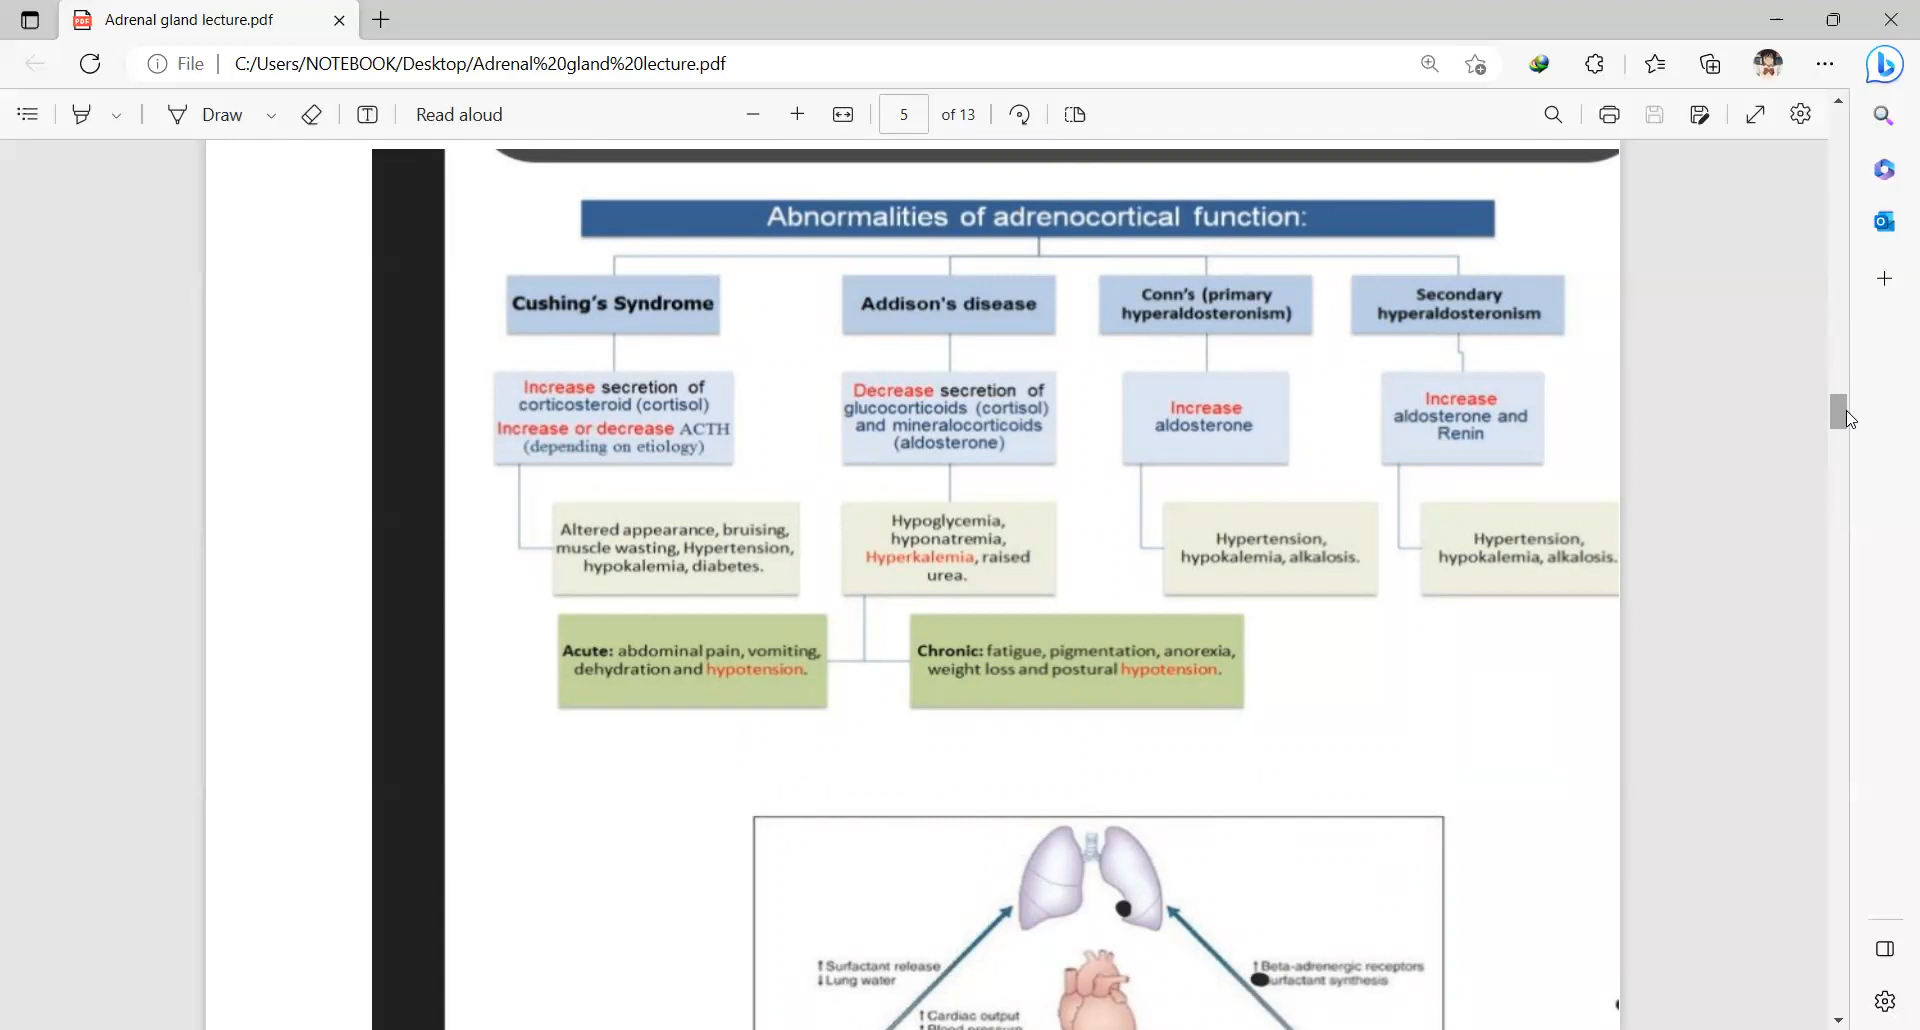 Adrenal gland lecture.pdf
File
C:/Users/NOTEBOOK/Desktop/Adrenal%20gland%20lecture.pdf
Draw
Read aloud
5 of 13
Abnormalities of adrenocortical function:
Cushing's Syndrome
Increase secretion of
corticosteroid (cortisol)
Increase or decrease ACTH
(depending on etiology)
Altered appearance, bruising,
muscle wasting, Hypertension,
hypokalemia, diabetes.
Addison's disease
Decrease secretion of
glucocorticoids (cortisol)
and mineralocorticoids
(aldosterone)
Hypoglycemia,
hyponatremia,
Hyperkalemia, raised
urea.
Acute: abdominal pain, vomiting,
dehydration and hypotension.
Chronic: fatigue, pigmentation, anorexia,
weight loss and postural hypotension.
Conn's (primary
hyperaldosteronism)
Increase
aldosterone
Hypertension,
hypokalemia, alkalosis.
Secondary
hyperaldosteronism
Increase
aldosterone and
Renin
Hypertension,
hypokalemia, alkalosis.
↑Surfactant release
↓Lung water
↑Beta-adrenergic receptors
urfactant synthesis
↑Cardiac output
↑Blood pressure